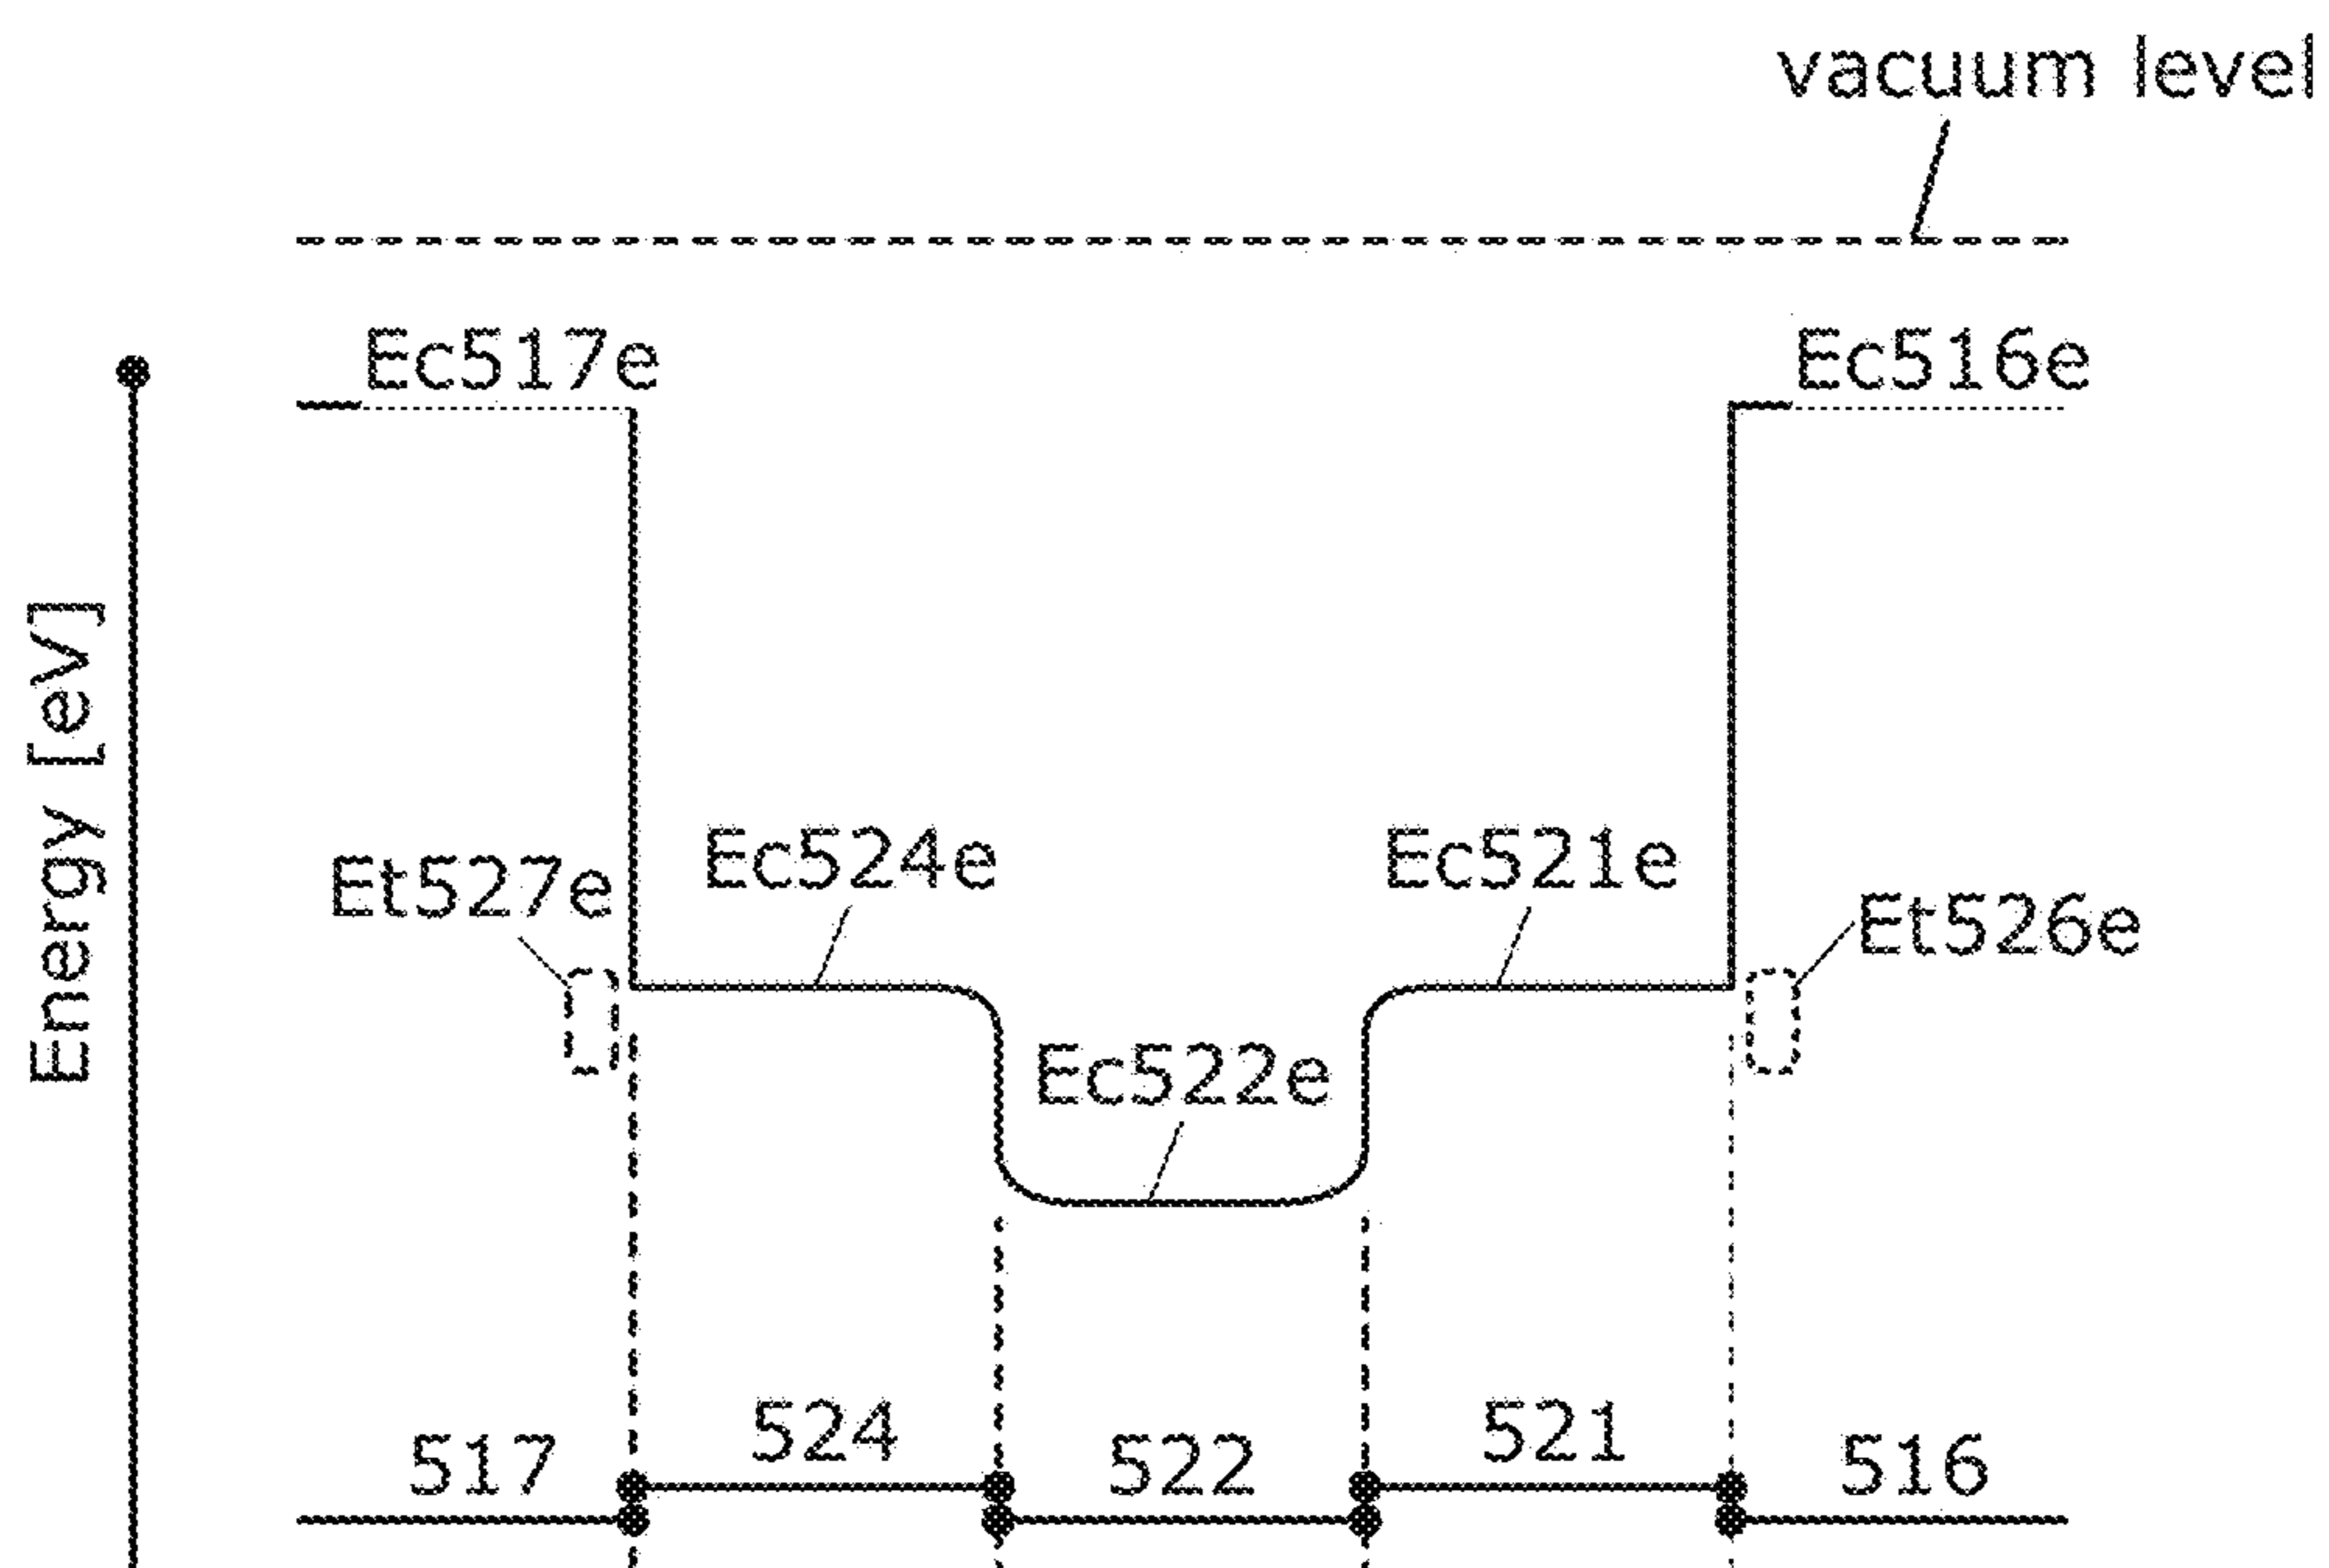 vacuum level
Ec517e
Ec516e
Energy [eV]
Ec524e
Ec521e
Et527e
Et526e
Ec522e
524
521
517
522
516